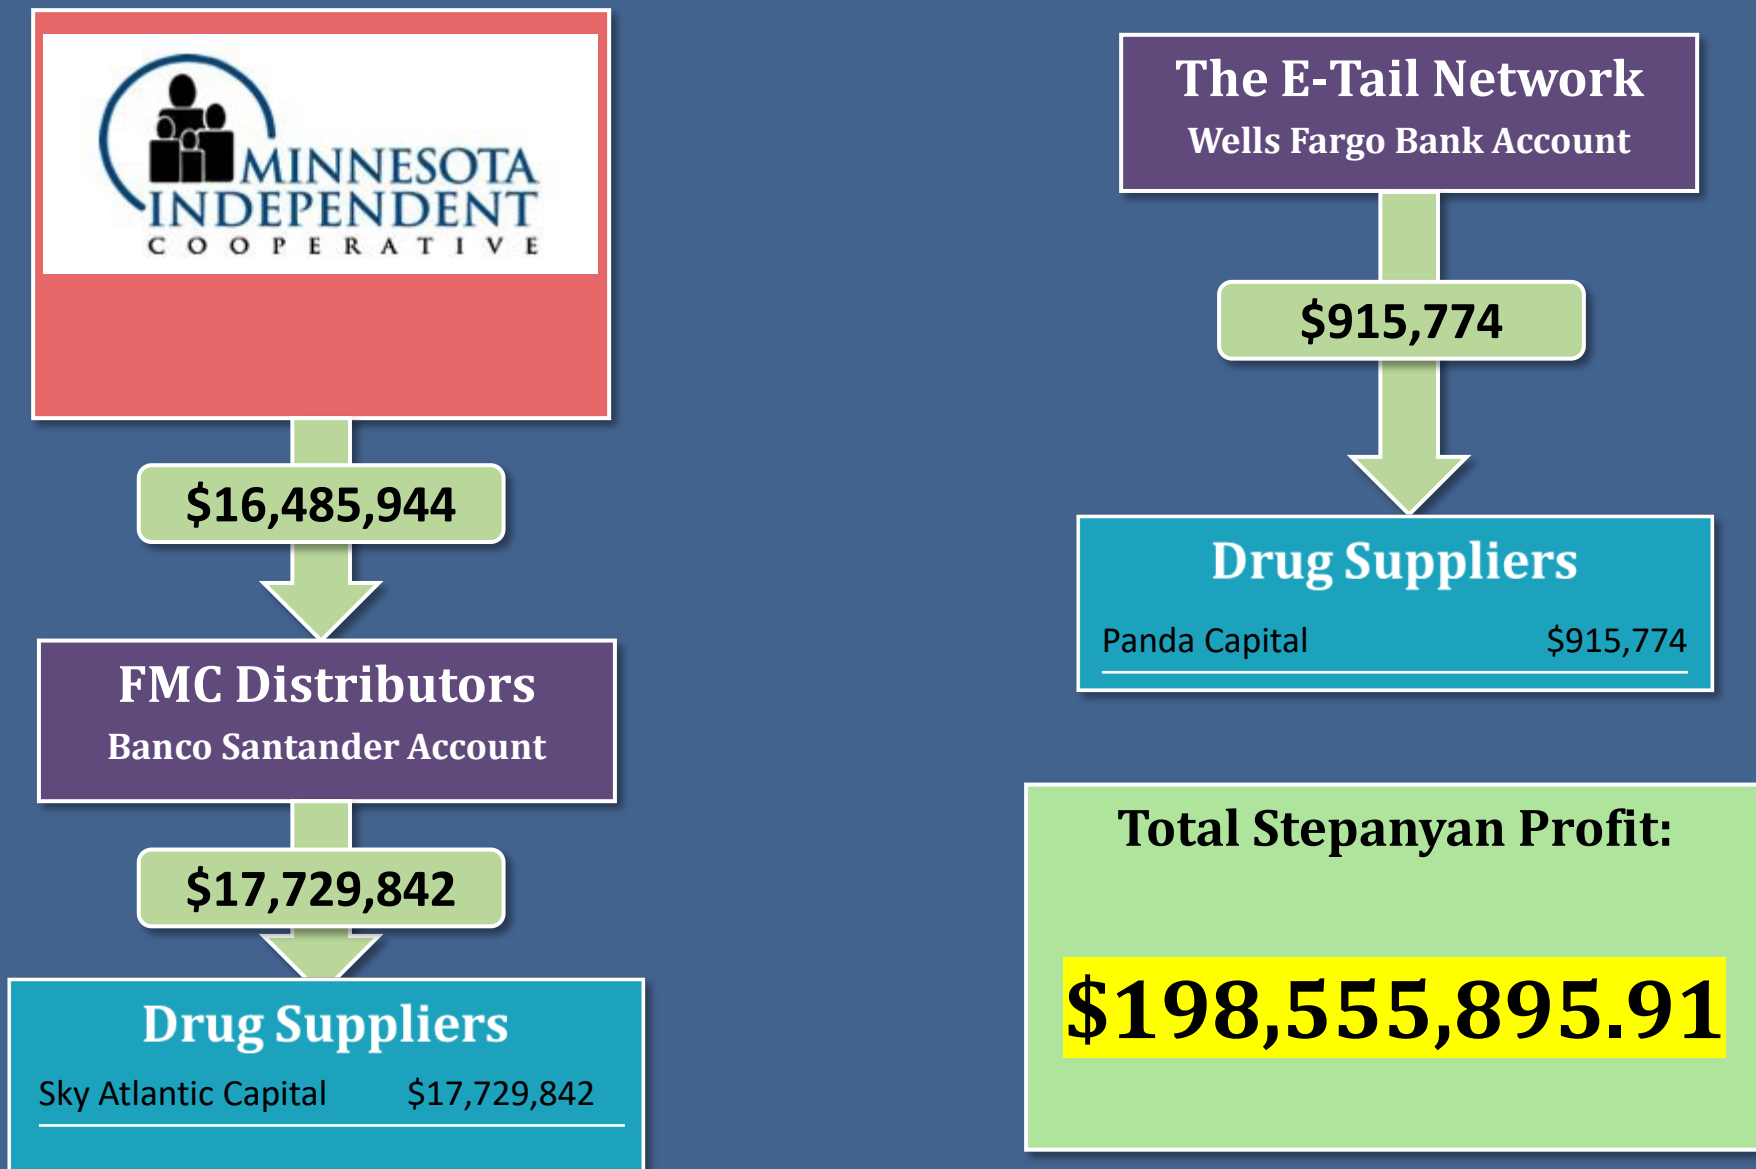 MINNESOTA
INDEPENDENT
COOPERATIVE
$16,485,944
FMC Distributors
Banco Santander Account
$17,729,842
Drug Suppliers
Sky Atlantic Capital $17,729,842
The E-Tail Network
Wells Fargo Bank Account
$915,774
Drug Suppliers
Panda Capital $915,774
Total Stepanyan Profit:
$198,555,895.91